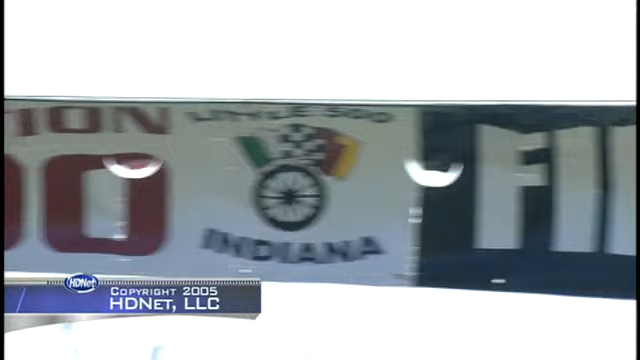 TION
LITTLE 500
00
INDIANA
FI
HDNet
COPYRIGHT 2005
HDNET, LLC